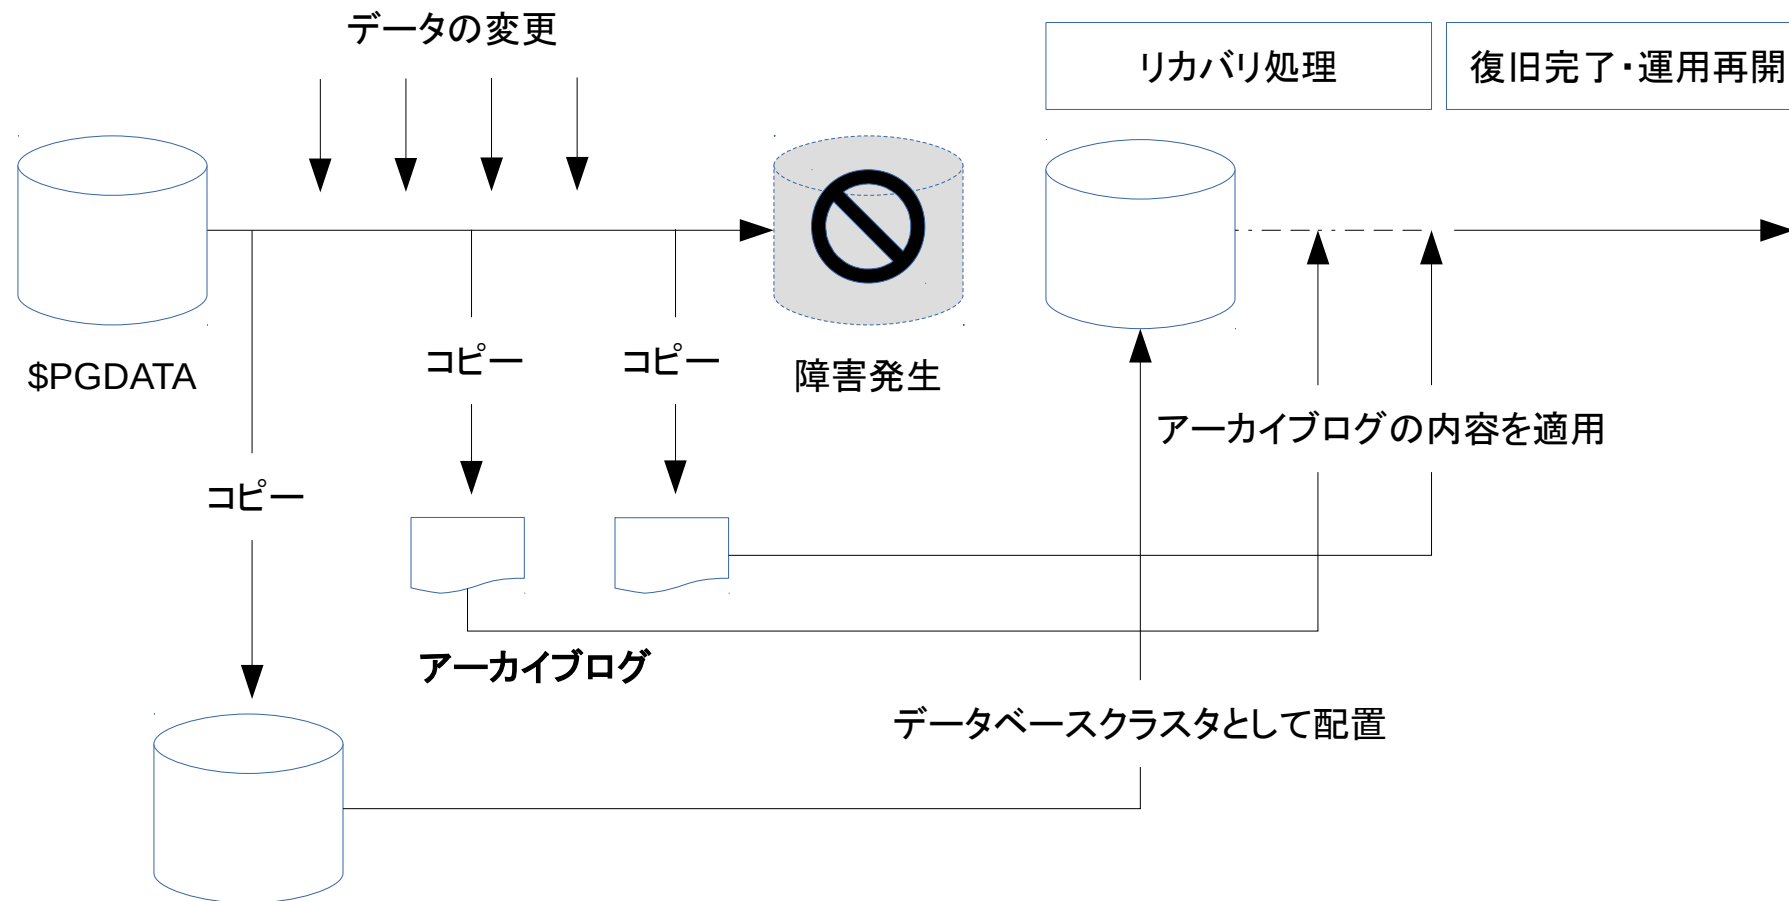 データの変更
リカバリ処理
復旧完了・運用再開
$PGDATA
コピー
コピー
障害発生
アーカイブログの内容を適用
コピー
アーカイブログ
データベースクラスタとして配置